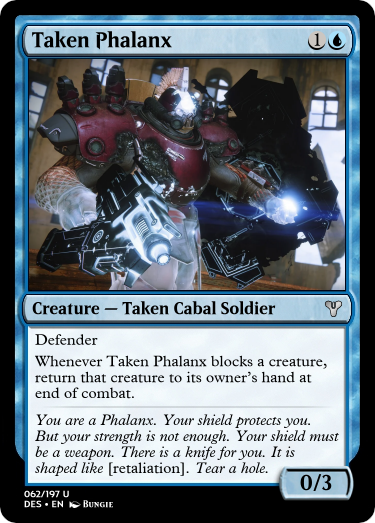 Taken Phalanx 1
Creature — Taken Cabal Soldier
Defender
Whenever Taken Phalanx blocks a creature,
return that creature to its owner's hand at
end of combat.
You are a Phalanx. Your shield protects you.
But your strength is not enough. Your shield must
be a weapon. There is a knife for you. It is
shaped like [retaliation]. Tear a hole.
0/3
062/197 U
DES • EN Bungie